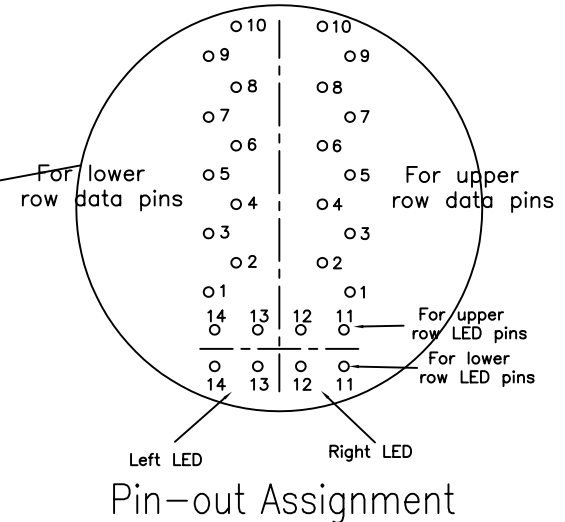 10 10
9 9
8 8
7 7
6 6
For lower
row data pins
5 5
For upper
row data pins
4 4
3 3
2 2
1 1
14 13 12 11
For upper
row LED pins
For lower
row LED pins
14 13 12 11
Left LED
Right LED
Pin-out Assignment